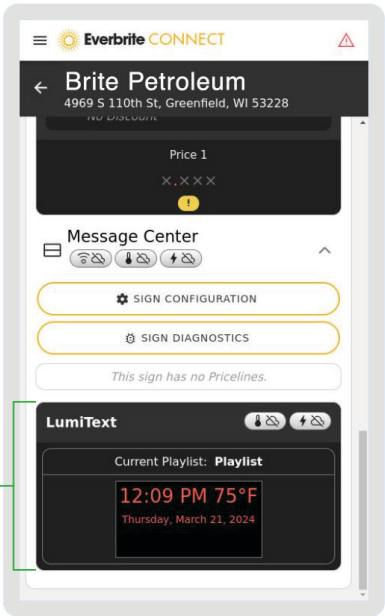 Everbrite CONNECT
Brite Petroleum
4969 S 110th St, Greenfield, WI 53228
No Discount
Price 1
×.×××
!
Message Center
SIGN CONFIGURATION
SIGN DIAGNOSTICS
This sign has no Pricelines.
LumiText
Current Playlist: Playlist
12:09 PM 75°F
Thursday, March 21, 2024